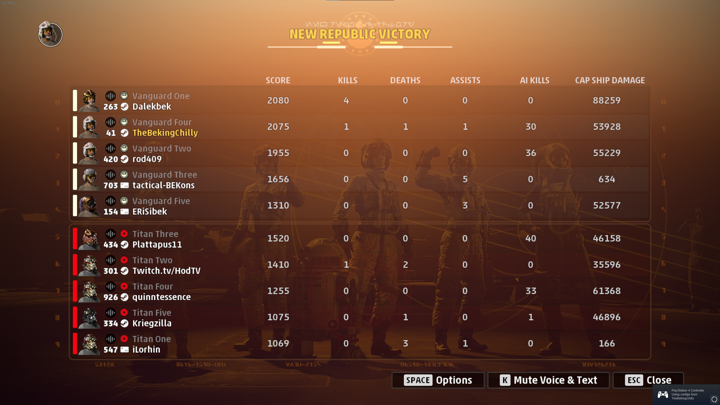 NEW REPUBLIC VICTORY
SCORE KILLS DEATHS ASSISTS AI KILLS CAP SHIP DAMAGE
Vanguard One
263 Dalekbek 2080 4 0 0 0 88259
Vanguard Four
41 TheBekingChilly 2075 1 1 1 30 53928
Vanguard Two
420 rod409 1955 0 0 0 36 55229
Vanguard Three
703 tactical-BEKons 1656 0 0 5 0 634
Vanguard Five
154 ERiSibek 1310 0 0 3 0 52577
Titan Three
434 Plattapus11 1520 0 0 0 40 46158
Titan Two
301 Twitch.tv/HodTV 1410 1 2 0 0 35596
Titan Four
926 quinntessence 1255 0 0 0 33 61368
Titan Five
334 Kriegzilla 1075 0 1 0 1 46896
Titan One
547 iLorhin 1069 0 3 1 0 166
SPACE Options K Mute Voice & Text ESC Close